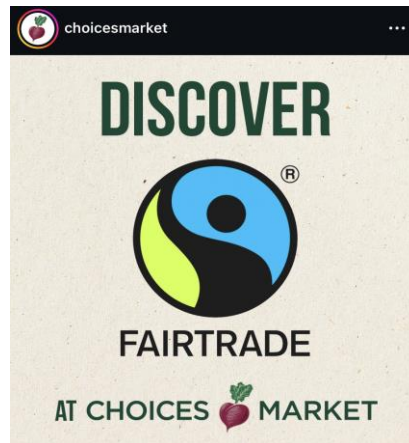 choicesmarket
DISCOVER
®
FAIRTRADE
AT CHOICES MARKET